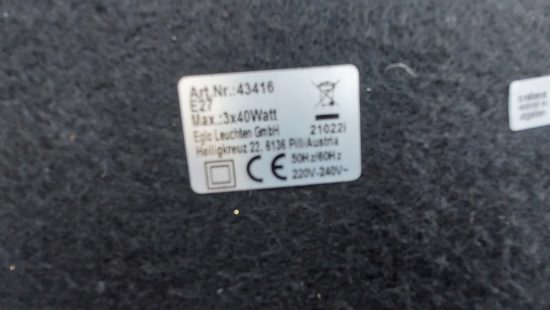 Art.Nr.:43416
E27
Max.:3x40Watt
Eglo Leuchten GmbH 21022i
Heiligkreuz 22, 6136 Pill/Austria
CE 50Hz/60Hz
220V-240V~